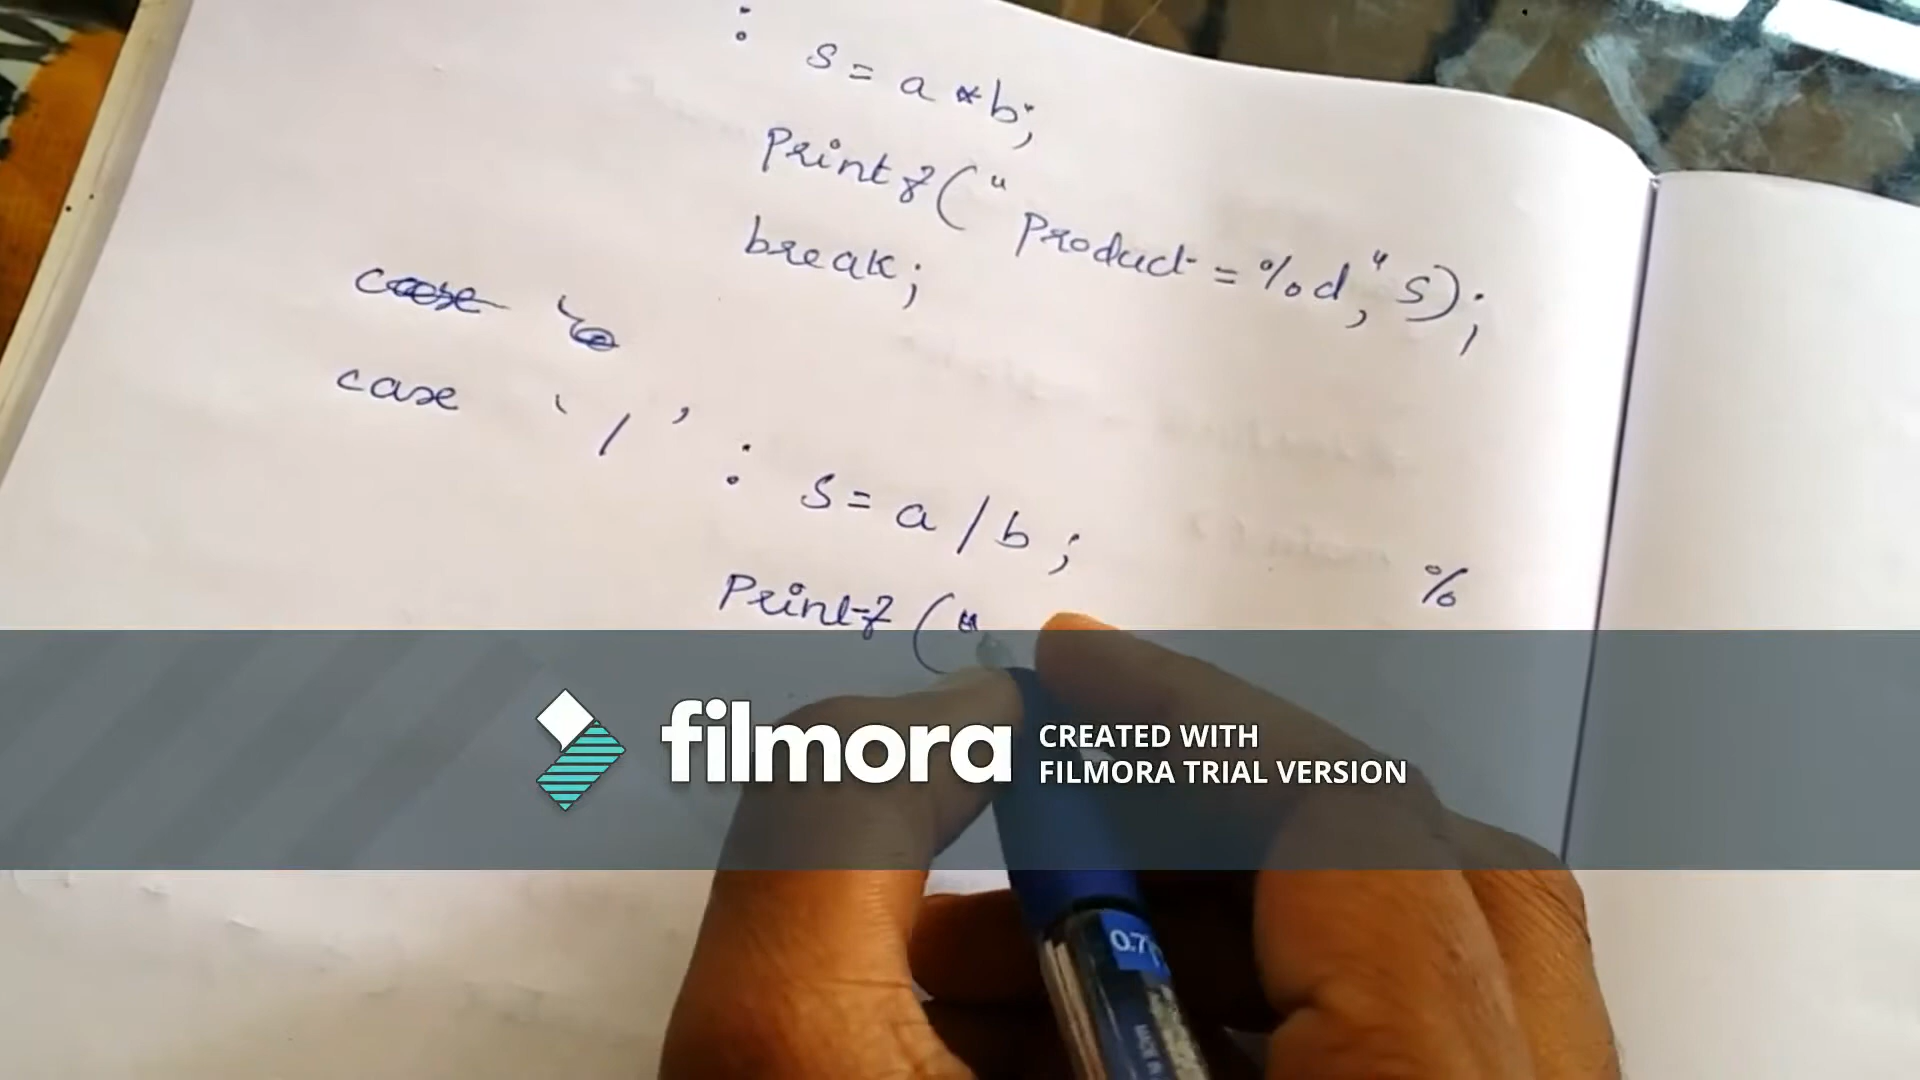 : s = a * b;
printf(" product = %d," s);
break;
case
case ' / ' : s = a / b ;
%
Printf ("
filmora
CREATED WITH
FILMORA TRIAL VERSION
0.7